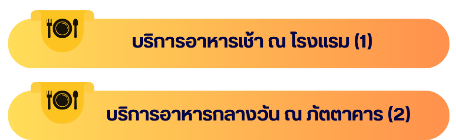 บริการอาหารเช้า ณ โรงแรม (1)
บริการอาหารกลางวัน ณ ภัตตาคาร (2)